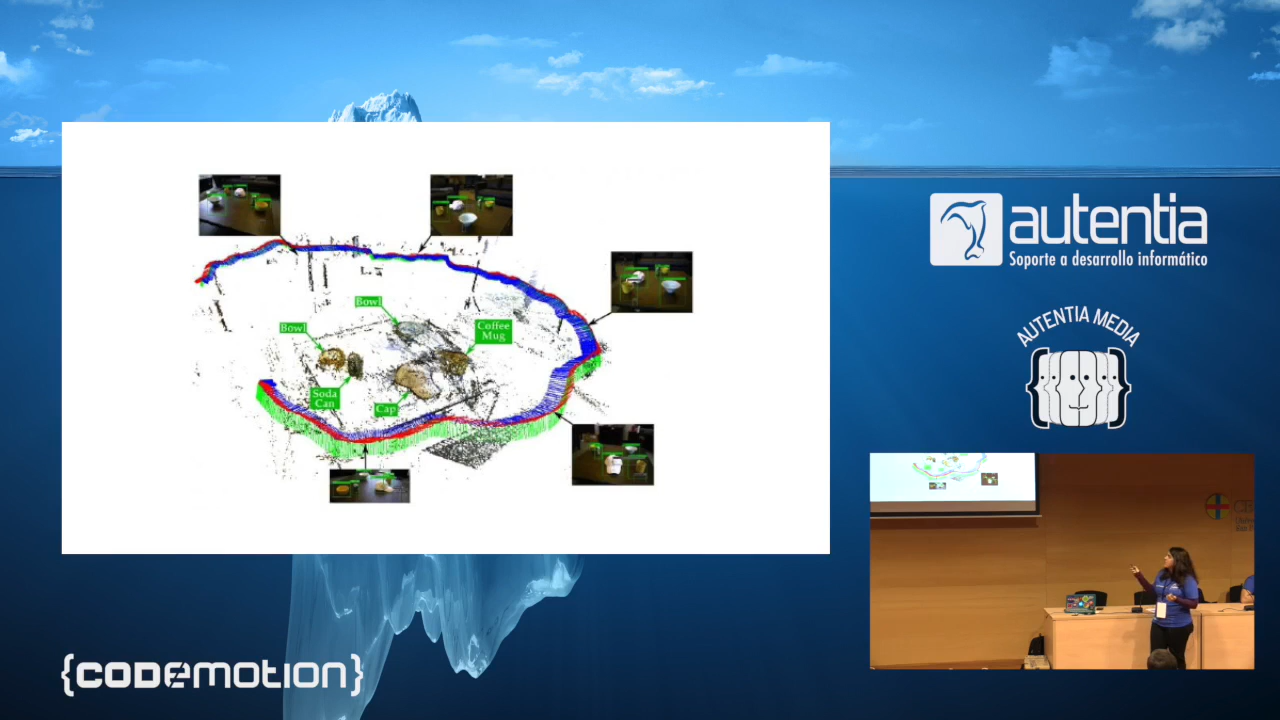 Bowl
Bowl
Coffee
Mug
Soda
Can
Cap
autentia
Soporte a desarrollo informático
AUTENTIA MEDIA
{CODEMOTION}